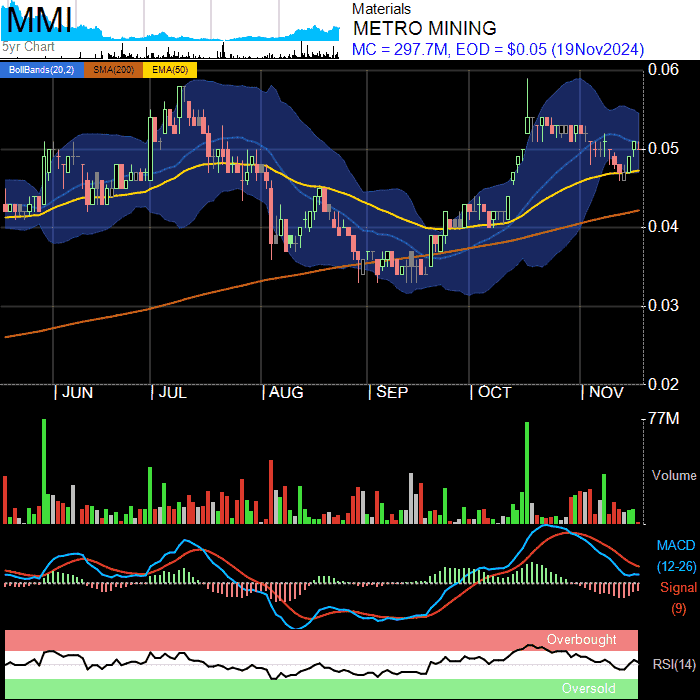 MMI
5yr Chart
Materials
METRO MINING
MC = 297.7M, EOD = $0.05 (19Nov2024)
BollBands(20,2) SMA(200) EMA(50)
0.06
0.05
0.04
0.03
0.02
JUN JUL AUG SEP OCT NOV
77M
Volume
MACD
(12-26)
Signal
(9)
Overbought
RSI(14)
Oversold